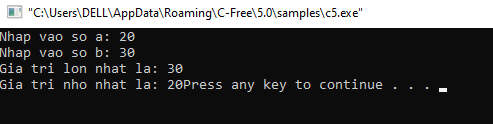 "C:\Users\DELL\AppData\Roaming\C-Free\5.0\samples\c5.exe"
Nhap vao so a: 20
Nhap vao so b: 30
Gia tri lon nhat la: 30
Gia tri nho nhat la: 20Press any key to continue . . .